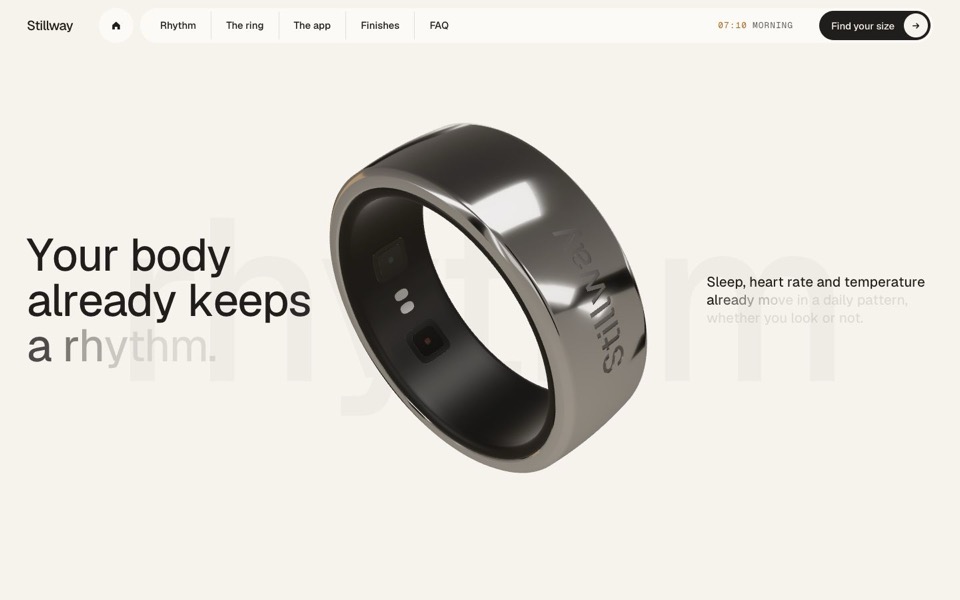 Stillway
Rhythm
The ring
The app
Finishes
FAQ
07:10 MORNING
Find your size
rhythm
Your body
already keeps
a rhythm.
Stillway
Sleep, heart rate and temperature
already move in a daily pattern,
whether you look or not.